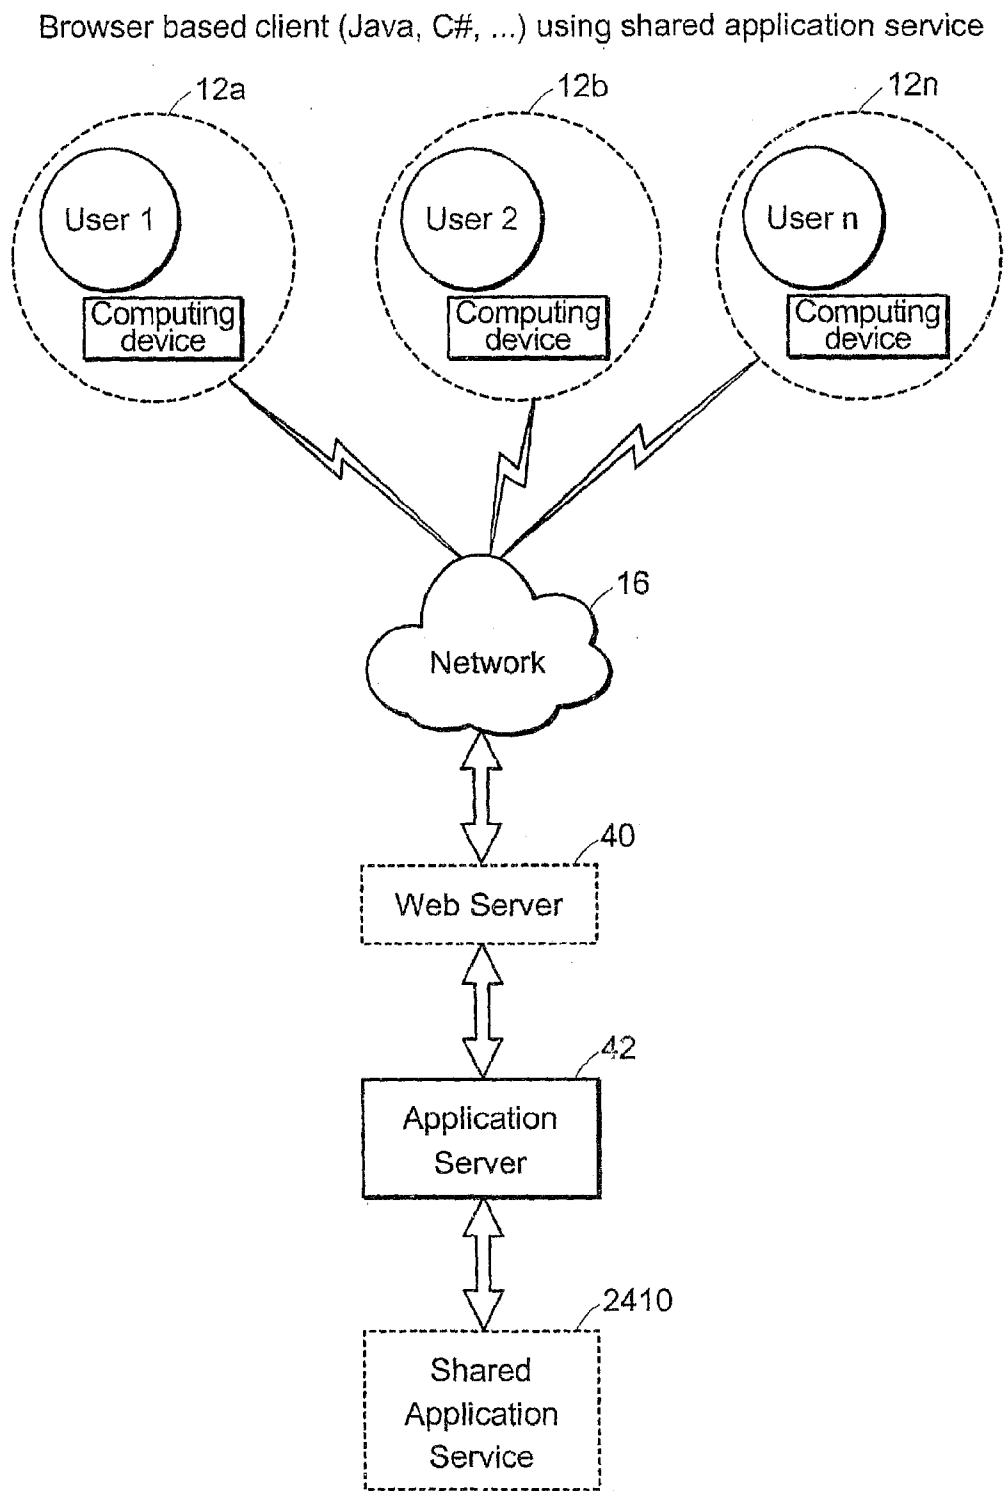 Browser based client (Java, C#, ...) using shared application service
12a
12b
12n
User 1
User 2
User n
Computing
device
Computing
device
Computing
device
16
Network
40
Web Server
42
Application
Server
2410
Shared
Application
Service